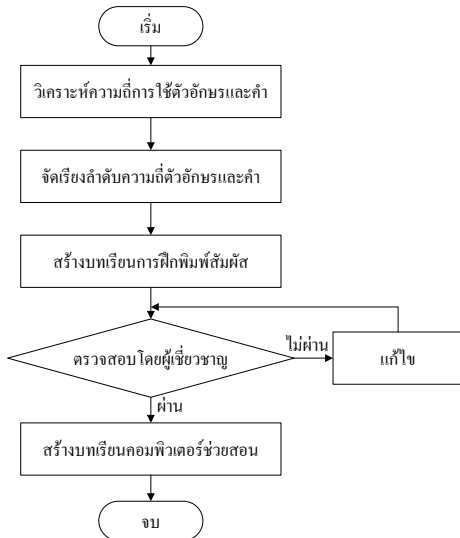 เริ่ม
วิเคราะห์ความถี่การใช้ตัวอักษรและคำ
จัดเรียงลำดับความถี่ตัวอักษรและคำ
สร้างบทเรียนการฝึกพิมพ์สัมผัส
ตรวจสอบโดยผู้เชี่ยวชาญ
ไม่ผ่าน
แก้ไข
ผ่าน
สร้างบทเรียนคอมพิวเตอร์ช่วยสอน
จบ